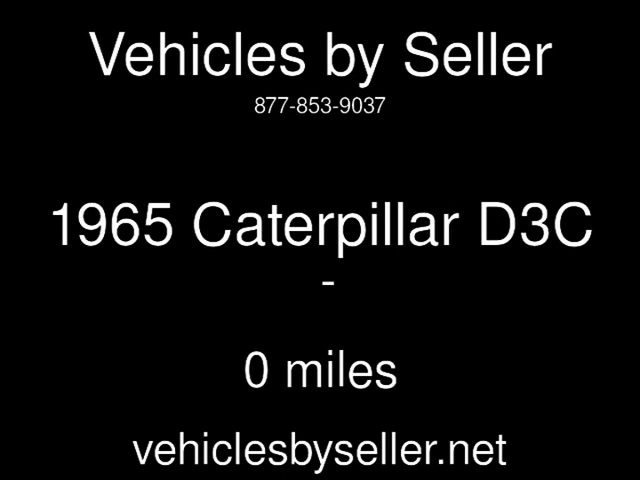 Vehicles by Seller
877-853-9037
1965 Caterpillar D3C
-
0 miles
vehiclesbyseller.net